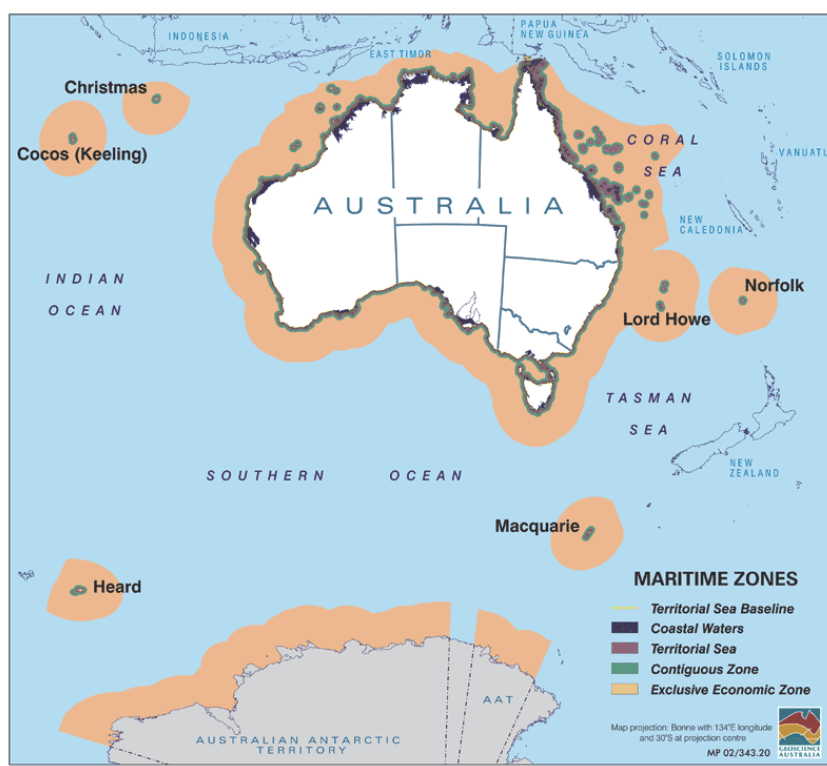 INDONESIA
PAPUA
NEW GUINEA
EAST TIMOR
SOLOMON
ISLANDS
Christmas
Cocos (Keeling)
CORAL
SEA
VANUATU
AUSTRALIA
NEW
CALEDONIA
INDIAN
OCEAN
Norfolk
Lord Howe
TASMAN
SEA
SOUTHERN OCEAN
NEW
ZEALAND
Macquarie
Heard
MARITIME ZONES
Territorial Sea Baseline
Coastal Waters
Territorial Sea
Contiguous Zone
Exclusive Economic Zone
AAT
AUSTRALIAN ANTARCTIC
TERRITORY
Map projection: Bonne with 134°E longitude
and 30°S at projection centre
MP 02/343.20
GEOSCIENCE
AUSTRALIA